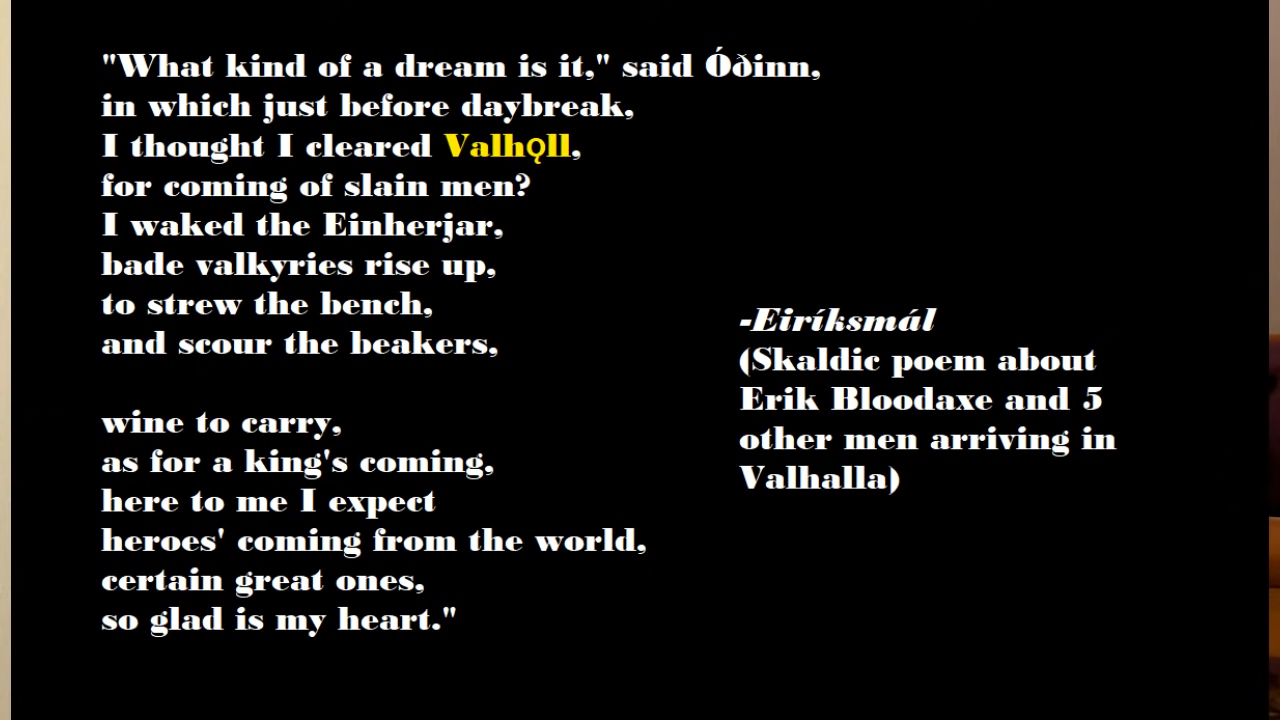 "What kind of a dream is it," said Óðinn,
in which just before daybreak,
I thought I cleared Valhǫll,
for coming of slain men?
I waked the Einherjar,
bade valkyries rise up,
to strew the bench,
and scour the beakers,
wine to carry,
as for a king's coming,
here to me I expect
heroes' coming from the world,
certain great ones,
so glad is my heart."
-Eiríksmál
(Skaldic poem about
Erik Bloodaxe and 5
other men arriving in
Valhalla)